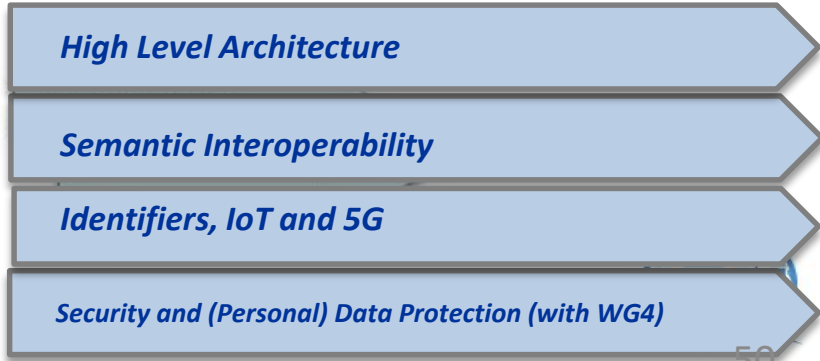 High Level Architecture
Semantic Interoperability
Identifiers, IoT and 5G
Security and (Personal) Data Protection (with WG4)